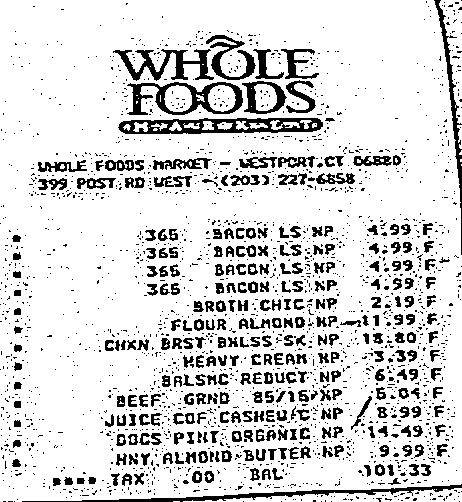 WHOLE
FOODS
MARKET
WHOLE FOODS MARKET - WESTPORT,CT 06880
399 POST RD WEST - (203) 227-6858
365 BACON LS NP 4.99 F
365 BACON LS NP 4.99 F
365 BACON LS NP 4.99 F
365 BACON LS NP 4.99 F
BROTH CHIC NP 2.19 F
FLOUR ALMOND NP 11.99 F
CHKN BRST BNLSS SK NP 18.80 F
HEAVY CREAM NP 3.39 F
BALSMC REDUCT NP 6.49 F
BEEF GRND 85/15 NP 5.04 F
JUICE COF CASHEW/C NP 8.99 F
DOCS PINT ORGANIC NP 14.49 F
HNY ALMOND BUTTER NP 9.99 F
**** TAX .00 BAL 101.33